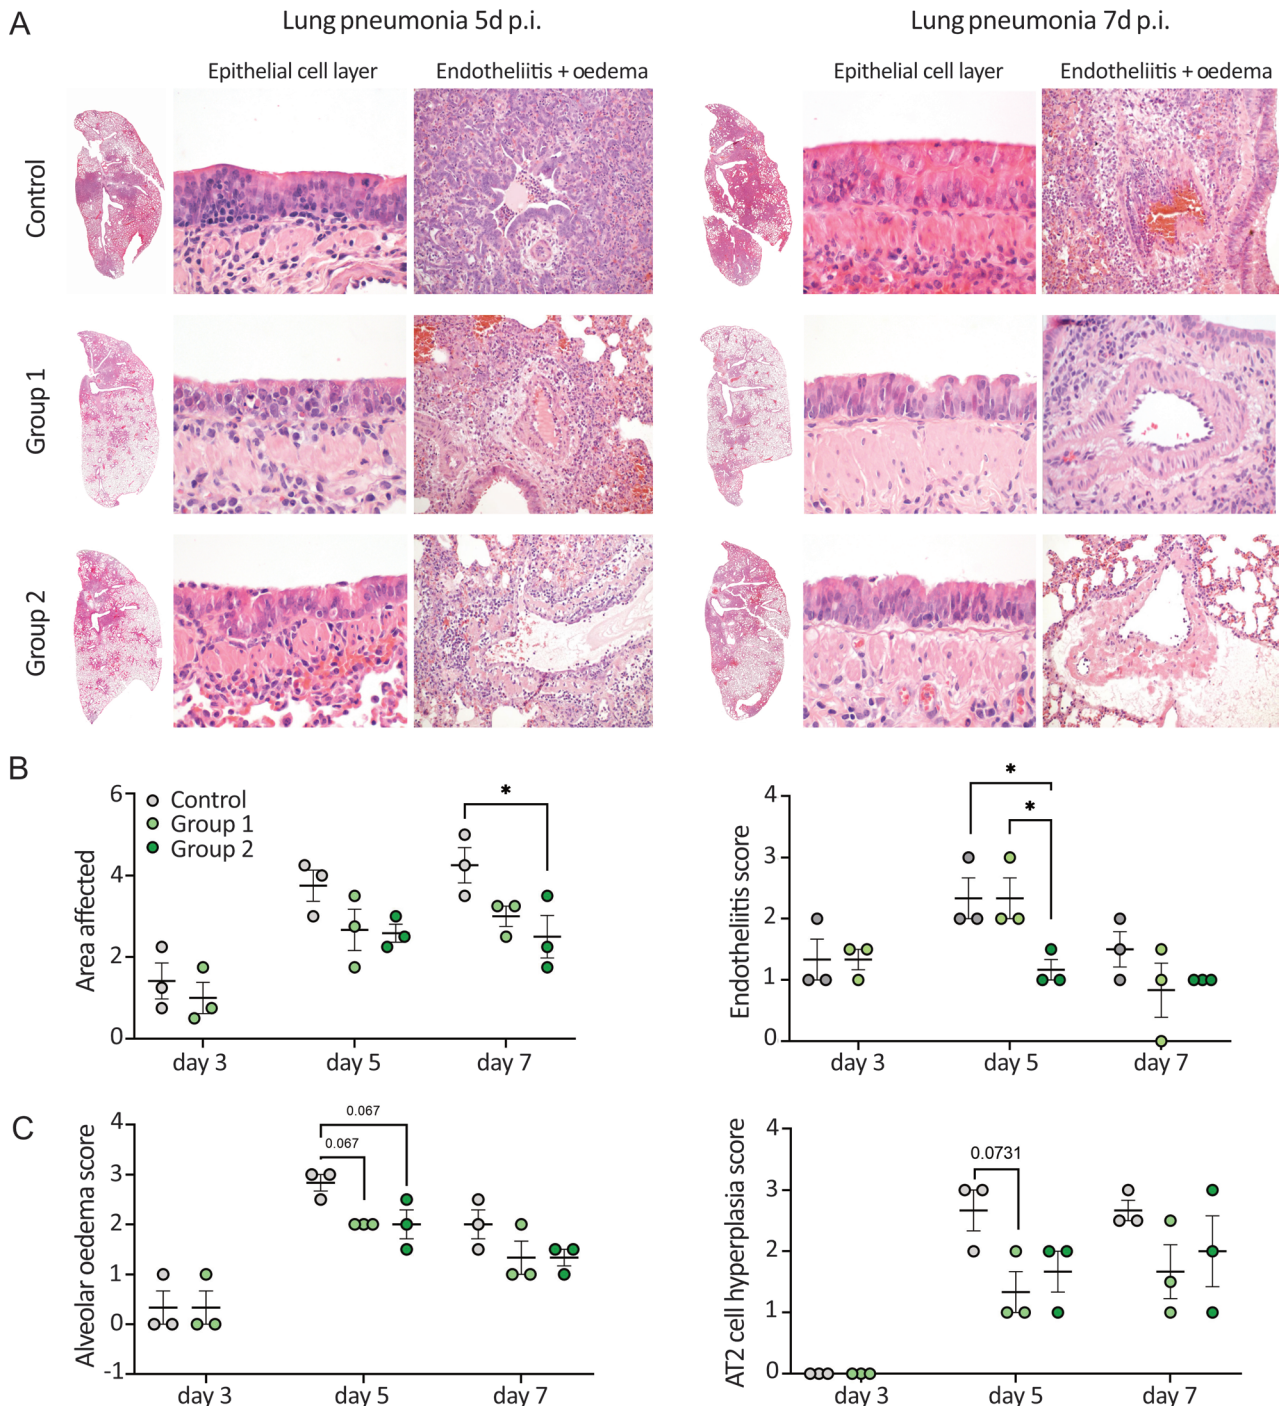 A
Lung pneumonia 5d p.i.
Lung pneumonia 7d p.i.
Epithelial cell layer
Endotheliitis + oedema
Epithelial cell layer
Endotheliitis + oedema
Control
Group 1
Group 2
B
Area affected
6
4
2
0
Control
Group 1
Group 2
*
day 3
day 5
day 7
Endotheliitis score
4
3
2
1
0
*
*
day 3
day 5
day 7
C
Alveolar oedema score
4
3
2
1
0
-1
0.067
0.067
day 3
day 5
day 7
AT2 cell hyperplasia score
4
3
2
1
0
0.0731
day 3
day 5
day 7